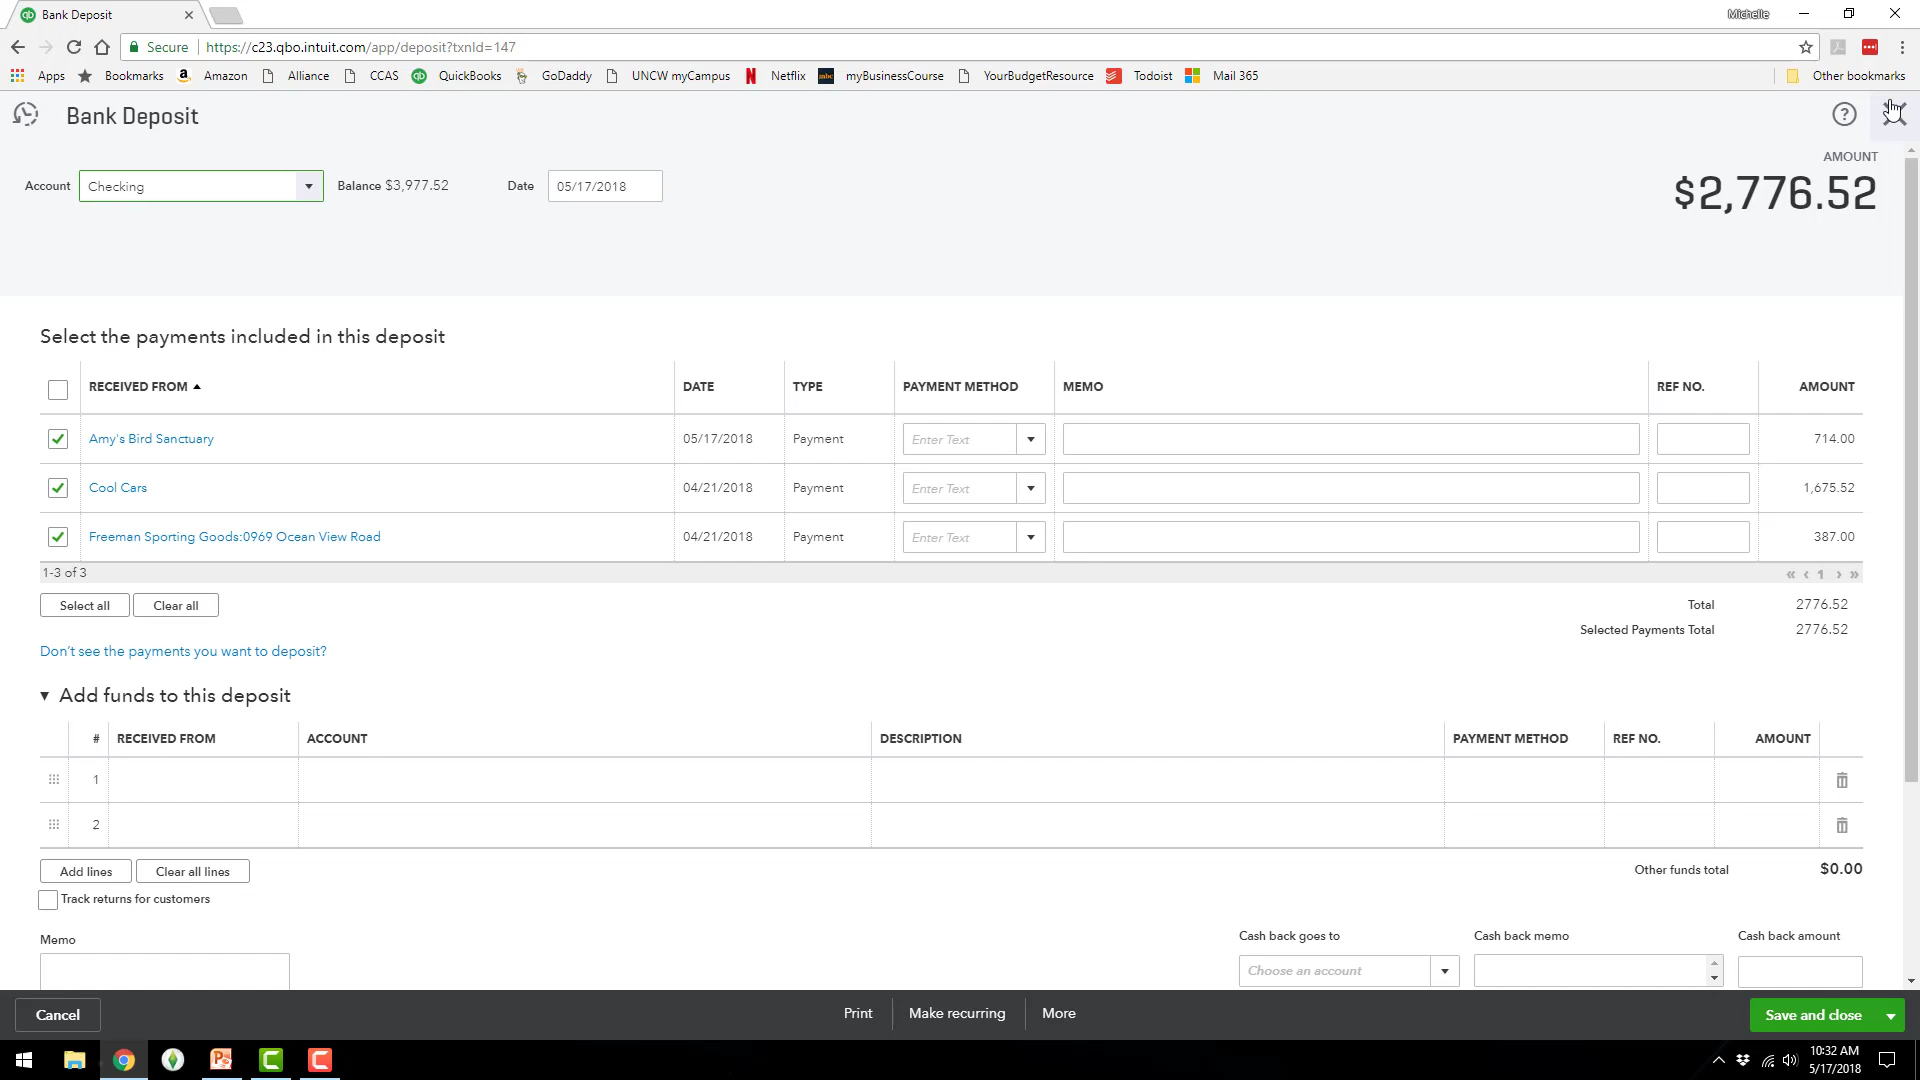 Bank Deposit
Michelle
Secure https://c23.qbo.intuit.com/app/deposit?txnId=147
Apps Bookmarks Amazon Alliance CCAS QuickBooks GoDaddy UNCW myCampus Netflix myBusinessCourse YourBudgetResource Todoist Mail 365 Other bookmarks
Bank Deposit
AMOUNT
Account Checking Balance $3,977.52 Date 05/17/2018 $2,776.52
Select the payments included in this deposit
RECEIVED FROM DATE TYPE PAYMENT METHOD MEMO REF NO. AMOUNT
Amy's Bird Sanctuary 05/17/2018 Payment Enter Text 714.00
Cool Cars 04/21/2018 Payment Enter Text 1,675.52
Freeman Sporting Goods:0969 Ocean View Road 04/21/2018 Payment Enter Text 387.00
1-3 of 3 « ‹ 1 › »
Select all Clear all Total 2776.52
Selected Payments Total 2776.52
Don't see the payments you want to deposit?
Add funds to this deposit
# RECEIVED FROM ACCOUNT DESCRIPTION PAYMENT METHOD REF NO. AMOUNT
1
2
Add lines Clear all lines Other funds total $0.00
Track returns for customers
Memo Cash back goes to Cash back memo Cash back amount
Choose an account
Cancel Print Make recurring More Save and close
10:32 AM
5/17/2018